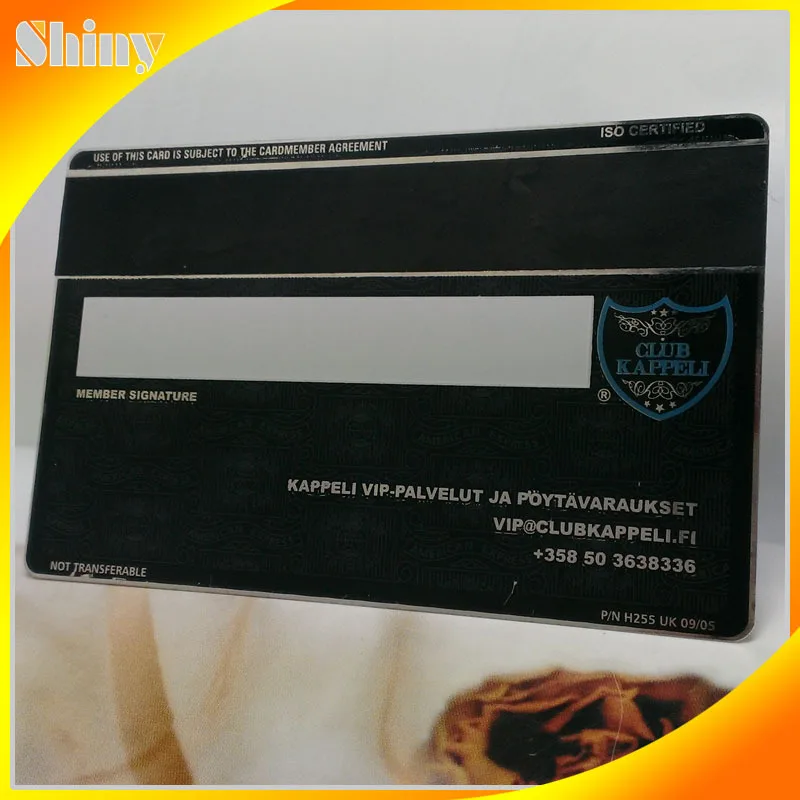 Shiny
ISO CERTIFIED
USE OF THIS CARD IS SUBJECT TO THE CARDMEMBER AGREEMENT
CLUB
KAPPELI
MEMBER SIGNATURE
®
KAPPELI VIP-PALVELUT JA PÖYTÄVARAUKSET
VIP@CLUBKAPPELI.FI
+358 50 3638336
NOT TRANSFERABLE
P/N H255 UK 09/05